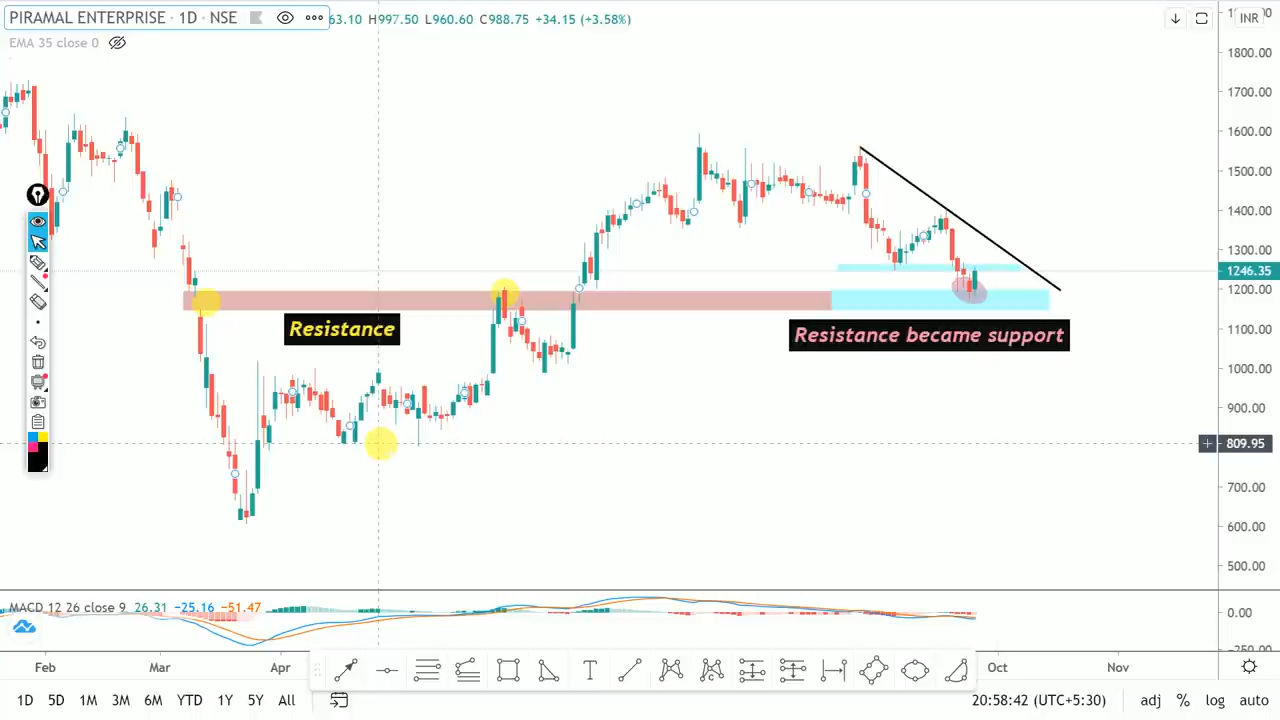 PIRAMAL ENTERPRISE · 1D · NSE
63.10 H997.50 L960.60 C988.75 +34.15 (+3.58%)
INR
EMA 35 close 0
1800.00
1700.00
1600.00
1500.00
1400.00
1300.00
1246.35
1200.00
Resistance
Resistance became support
1100.00
1000.00
900.00
809.95
700.00
600.00
500.00
MACD 12 26 close 9 26.31 −25.16 −51.47
0.00
Feb Mar Apr Oct Nov
1D 5D 1M 3M 6M YTD 1Y 5Y All
20:58:42 (UTC+5:30) adj % log auto